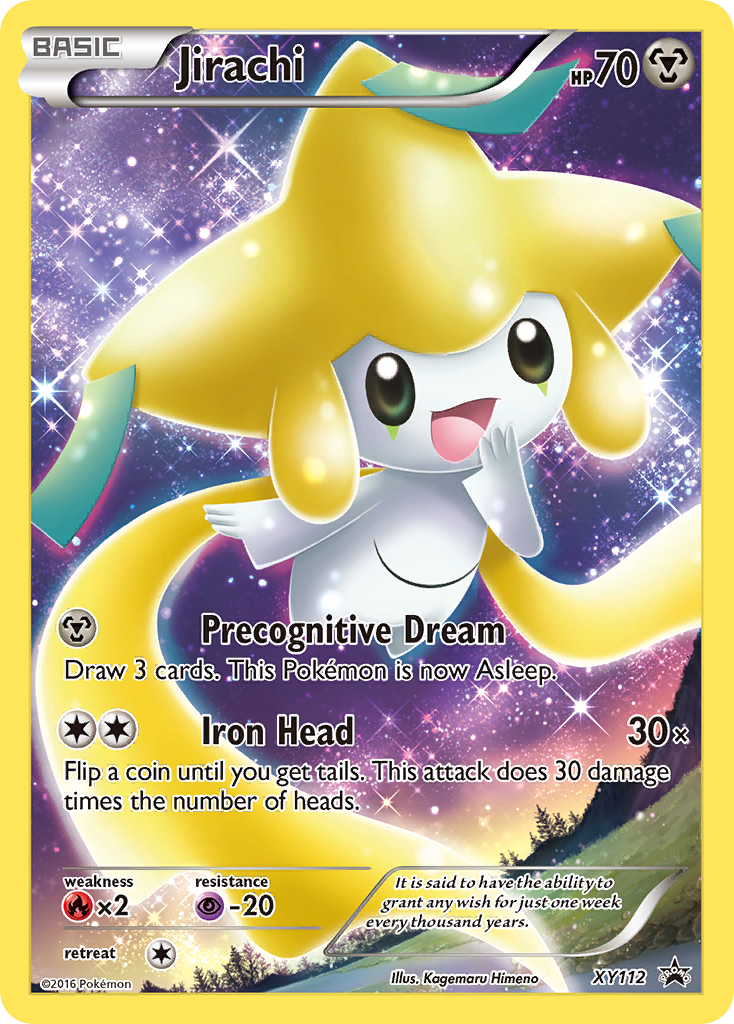 BASIC
Jirachi
HP70
Precognitive Dream
Draw 3 cards. This Pokémon is now Asleep.
Iron Head 30×
Flip a coin until you get tails. This attack does 30 damage
times the number of heads.
weakness
×2
resistance
-20
retreat
It is said to have the ability to
grant any wish for just one week
every thousand years.
©2016 Pokémon
Illus. Kagemaru Himeno
XY112
PROMO